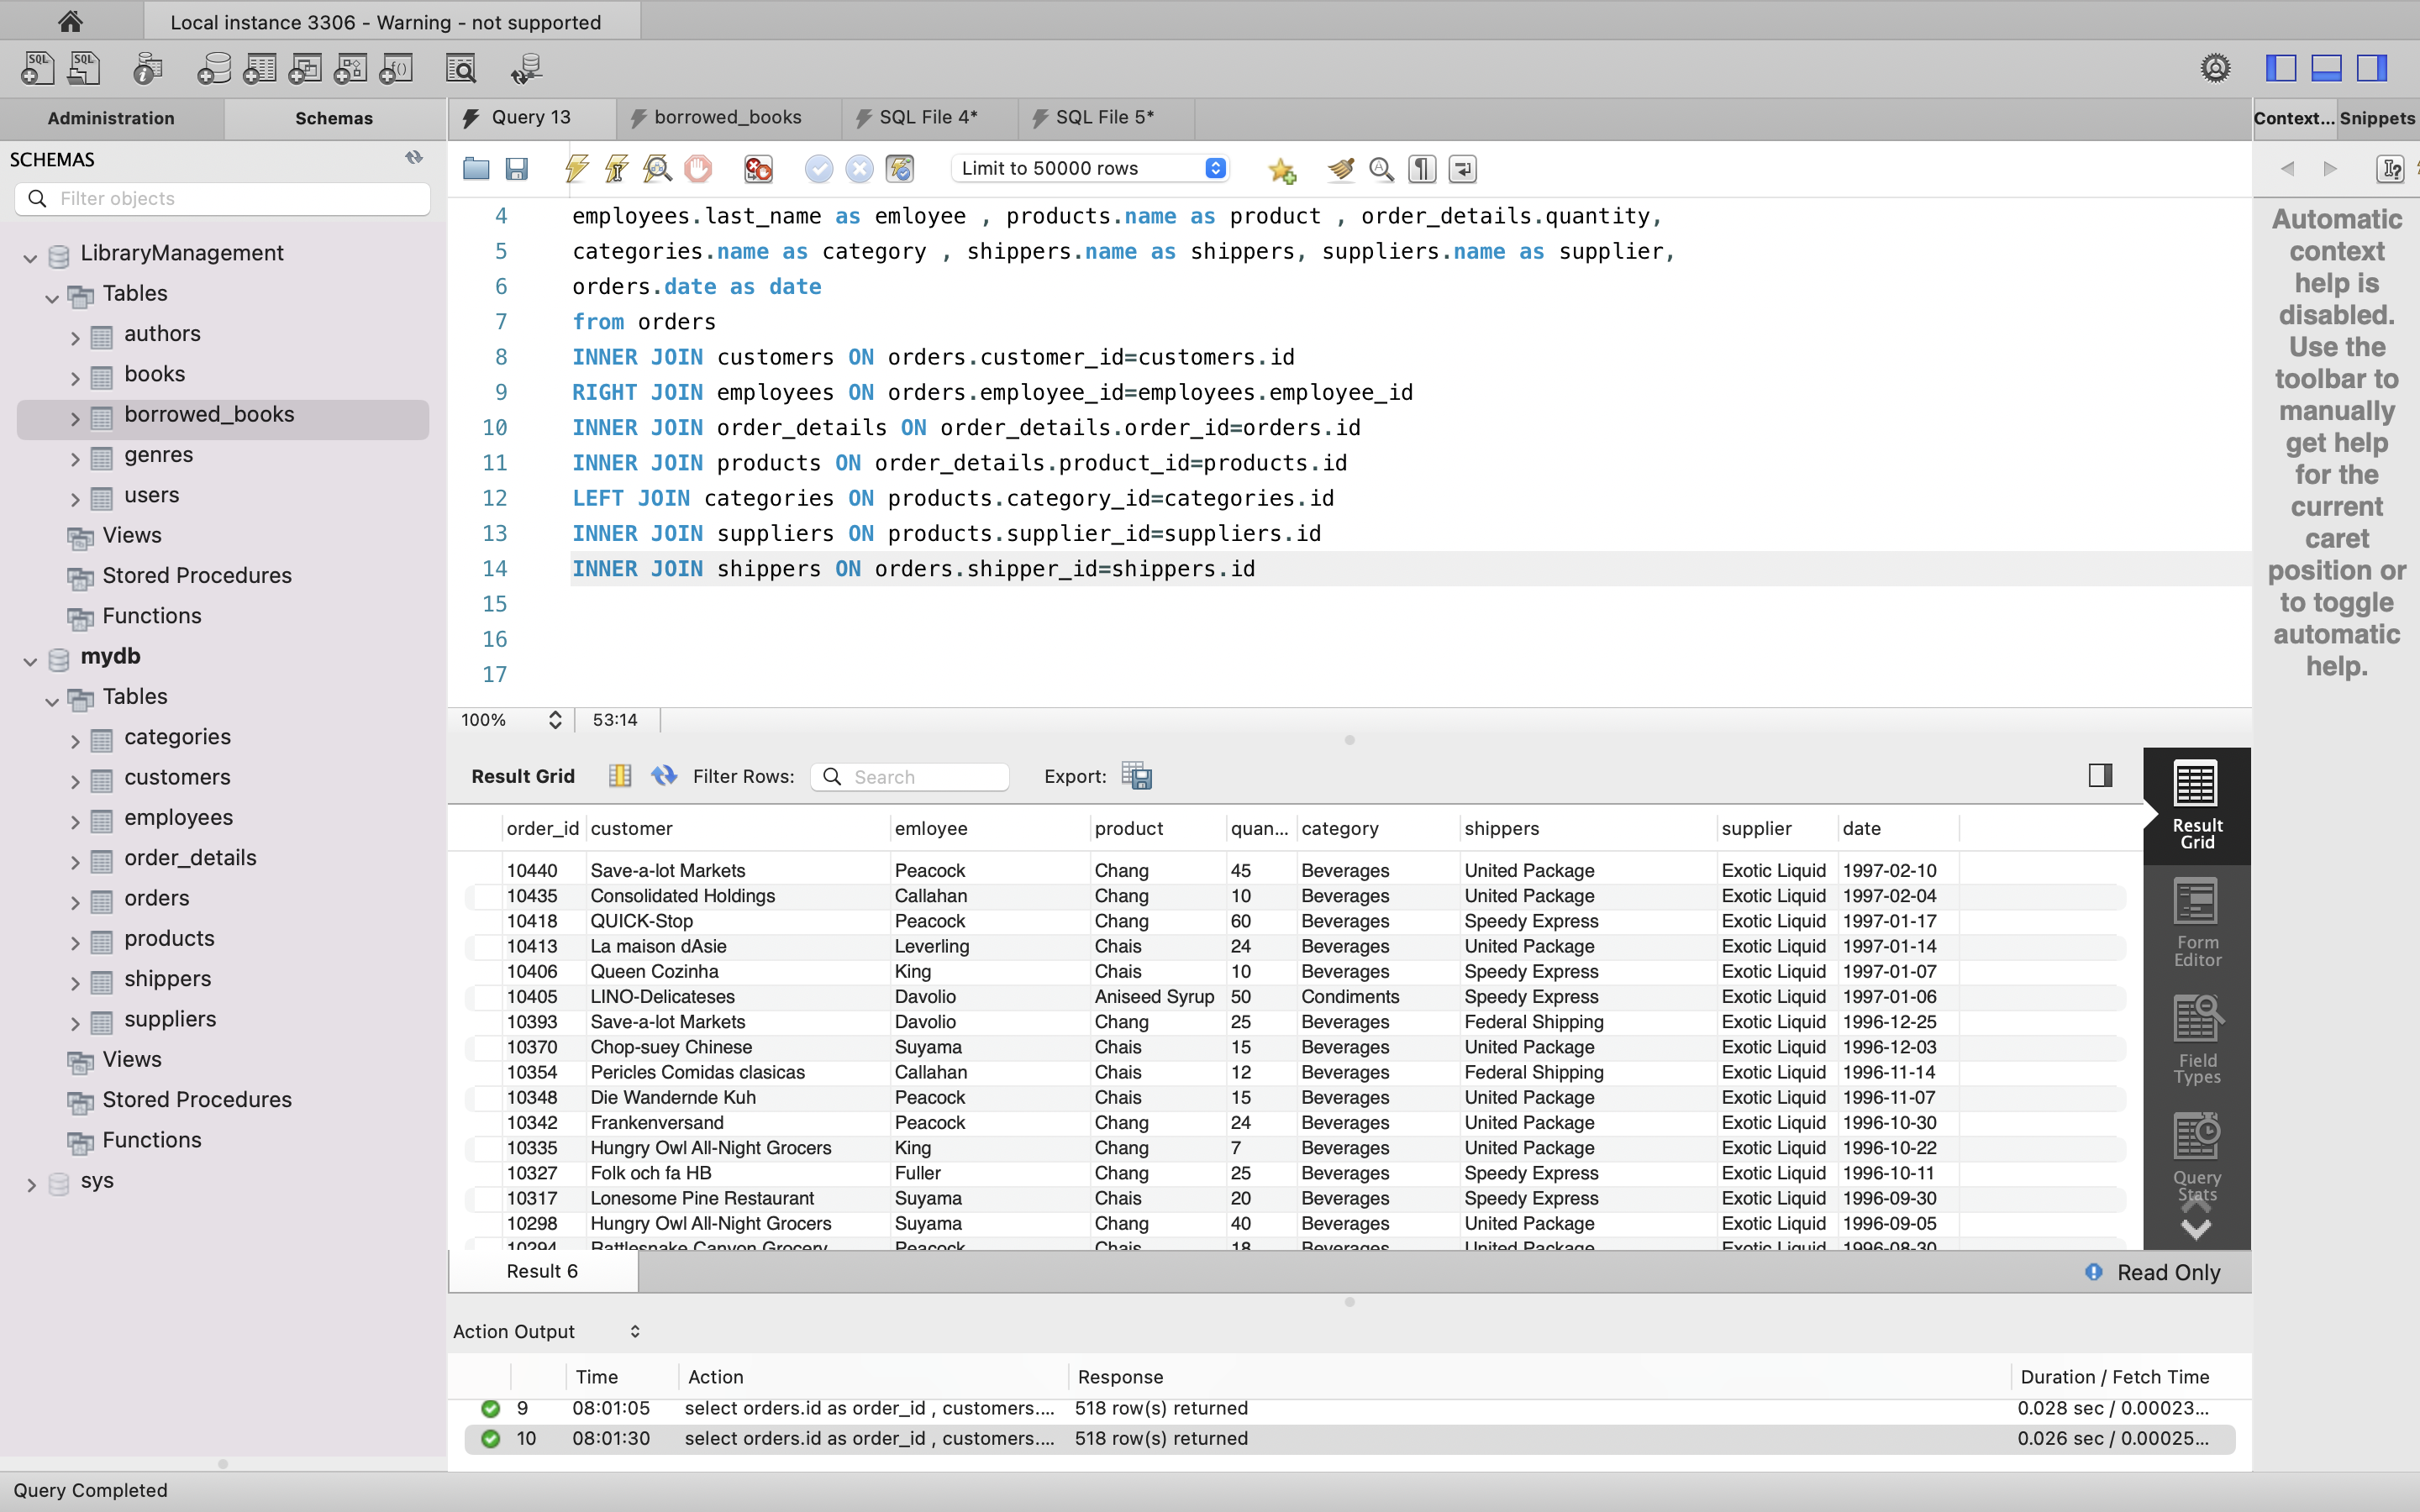 Local instance 3306 - Warning - not supported
SQL SQL
Administration Schemas
Query 13 borrowed_books SQL File 4* SQL File 5*
Context... Snippets
SCHEMAS
Filter objects
Limit to 50000 rows
LibraryManagement
Tables
authors
books
borrowed_books
genres
users
Views
Stored Procedures
Functions
mydb
Tables
categories
customers
employees
order_details
orders
products
shippers
suppliers
Views
Stored Procedures
Functions
sys
4 employees.last_name as emloyee , products.name as product , order_details.quantity,
5 categories.name as category , shippers.name as shippers, suppliers.name as supplier,
6 orders.date as date
7 from orders
8 INNER JOIN customers ON orders.customer_id=customers.id
9 RIGHT JOIN employees ON orders.employee_id=employees.employee_id
10 INNER JOIN order_details ON order_details.order_id=orders.id
11 INNER JOIN products ON order_details.product_id=products.id
12 LEFT JOIN categories ON products.category_id=categories.id
13 INNER JOIN suppliers ON products.supplier_id=suppliers.id
14 INNER JOIN shippers ON orders.shipper_id=shippers.id
15
16
17
Automatic
context
help is
disabled.
Use the
toolbar to
manually
get help
for the
current
caret
position or
to toggle
automatic
help.
100% 53:14
Result Grid Filter Rows: Search Export:
order_id customer emloyee product quan... category shippers supplier date
10440 Save-a-lot Markets Peacock Chang 45 Beverages United Package Exotic Liquid 1997-02-10
10435 Consolidated Holdings Callahan Chang 10 Beverages United Package Exotic Liquid 1997-02-04
10418 QUICK-Stop Peacock Chang 60 Beverages Speedy Express Exotic Liquid 1997-01-17
10413 La maison dAsie Leverling Chais 24 Beverages United Package Exotic Liquid 1997-01-14
10406 Queen Cozinha King Chais 10 Beverages Speedy Express Exotic Liquid 1997-01-07
10405 LINO-Delicateses Davolio Aniseed Syrup 50 Condiments Speedy Express Exotic Liquid 1997-01-06
10393 Save-a-lot Markets Davolio Chang 25 Beverages Federal Shipping Exotic Liquid 1996-12-25
10370 Chop-suey Chinese Suyama Chais 15 Beverages United Package Exotic Liquid 1996-12-03
10354 Pericles Comidas clasicas Callahan Chais 12 Beverages Federal Shipping Exotic Liquid 1996-11-14
10348 Die Wandernde Kuh Peacock Chais 15 Beverages United Package Exotic Liquid 1996-11-07
10342 Frankenversand Peacock Chang 24 Beverages United Package Exotic Liquid 1996-10-30
10335 Hungry Owl All-Night Grocers King Chang 7 Beverages United Package Exotic Liquid 1996-10-22
10327 Folk och fa HB Fuller Chang 25 Beverages Speedy Express Exotic Liquid 1996-10-11
10317 Lonesome Pine Restaurant Suyama Chais 20 Beverages Speedy Express Exotic Liquid 1996-09-30
10298 Hungry Owl All-Night Grocers Suyama Chang 40 Beverages United Package Exotic Liquid 1996-09-05
10294 Rattlesnake Canyon Grocery Peacock Chais 18 Beverages United Package Exotic Liquid 1996-08-30
Result
Grid
Form
Editor
Field
Types
Query
Stats
Result 6 Read Only
Action Output
Time Action Response Duration / Fetch Time
9 08:01:05 select orders.id as order_id , customers.... 518 row(s) returned 0.028 sec / 0.00023...
10 08:01:30 select orders.id as order_id , customers.... 518 row(s) returned 0.026 sec / 0.00025...
Query Completed